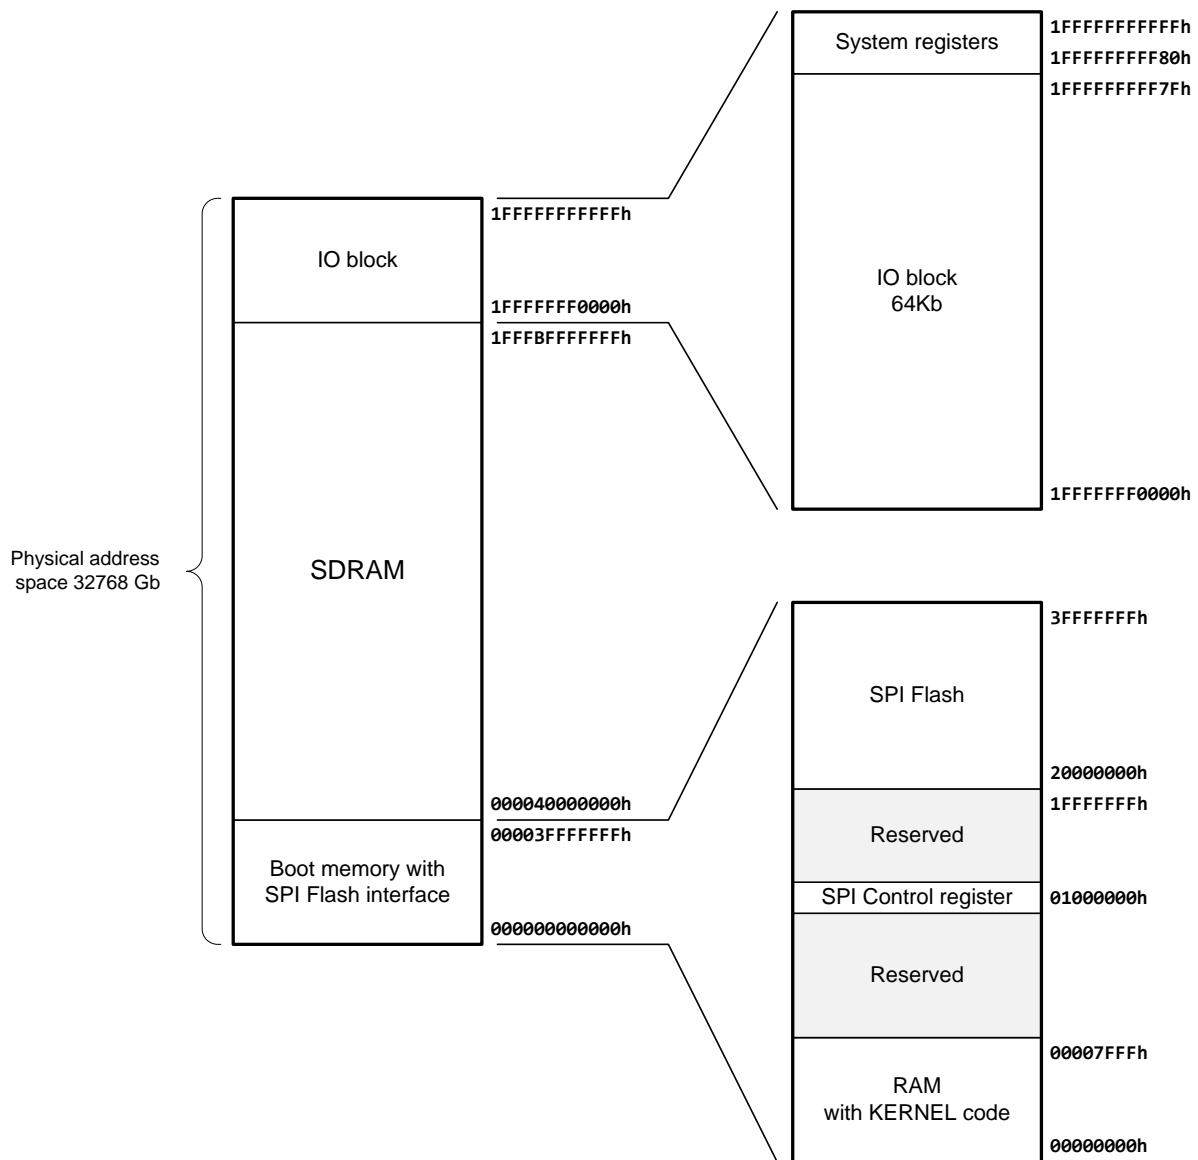 System registers
1FFFFFFFFFFFh
1FFFFFFFFF80h
1FFFFFFFFF7Fh
IO block
64Kb
1FFFFFFF0000h
IO block
1FFFFFFFFFFFh
1FFFFFFF0000h
1FFFBFFFFFFFh
SDRAM
Physical address
space 32768 Gb
000040000000h
00003FFFFFFFh
Boot memory with
SPI Flash interface
000000000000h
3FFFFFFFh
SPI Flash
20000000h
1FFFFFFFh
Reserved
SPI Control register
01000000h
Reserved
00007FFFh
RAM
with KERNEL code
00000000h